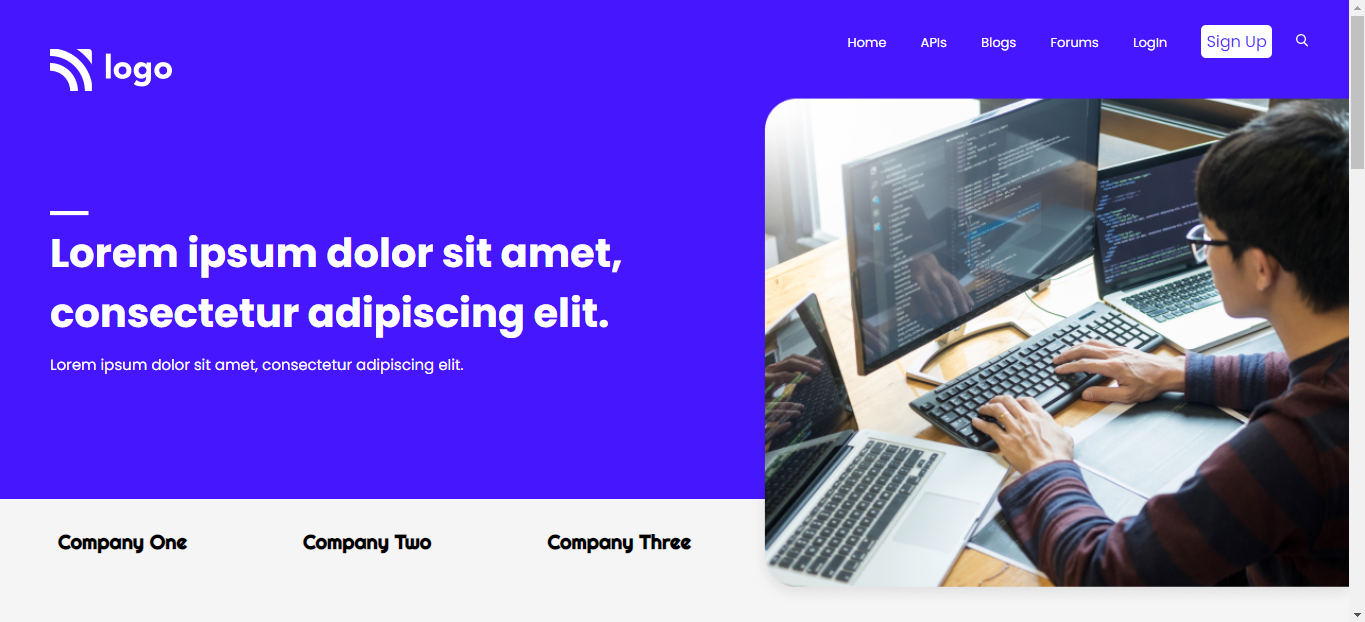 Home APIs Blogs Forums LogIn Sign Up
logo
Lorem ipsum dolor sit amet,
consectetur adipiscing elit.
Lorem ipsum dolor sit amet, consectetur adipiscing elit.
Company One Company Two Company Three